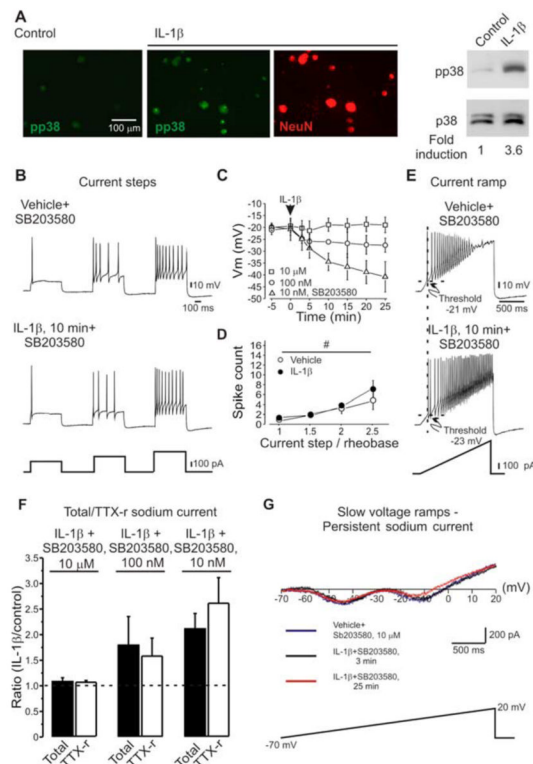 A
Control
IL-1β
pp38
100 μm
pp38
NeuN
Control
IL-1β
pp38
p38
Fold
induction
1
3.6
B
Current steps
Vehicle+
SB203580
10 mV
100 ms
IL-1β, 10 min+
SB203580
100 pA
C
IL-1β
Vm (mV)
-10
-15
-20
-25
-30
-35
-40
-45
-50
10 μM
100 nM
10 nM, SB203580
-5 0 5 10 15 20 25
Time (min)
D
#
Vehicle
IL-1β
Spike count
16
14
12
10
8
6
4
2
0
1 1.5 2 2.5
Current step / rheobase
E
Current ramp
Vehicle+
SB203580
Threshold
-21 mV
10 mV
500 ms
IL-1β, 10 min+
SB203580
Threshold
-23 mV
100 pA
F
Total/TTX-r sodium current
IL-1β + IL-1β + IL-1β +
SB203580, SB203580, SB203580,
10 μM 100 nM 10 nM
Ratio (IL-1β/control)
3.5
3.0
2.5
2.0
1.5
1.0
0.5
0
Total
TTX-r
Total
TTX-r
Total
TTX-r
G
Slow voltage ramps -
Persistent sodium current
-70 -60 -50 -40 -30 -20 -10 0 10 20
(mV)
Vehicle+
Sb203580, 10 μM
IL-1β+SB203580,
3 min
IL-1β+SB203580,
25 min
200 pA
500 ms
20 mV
-70 mV